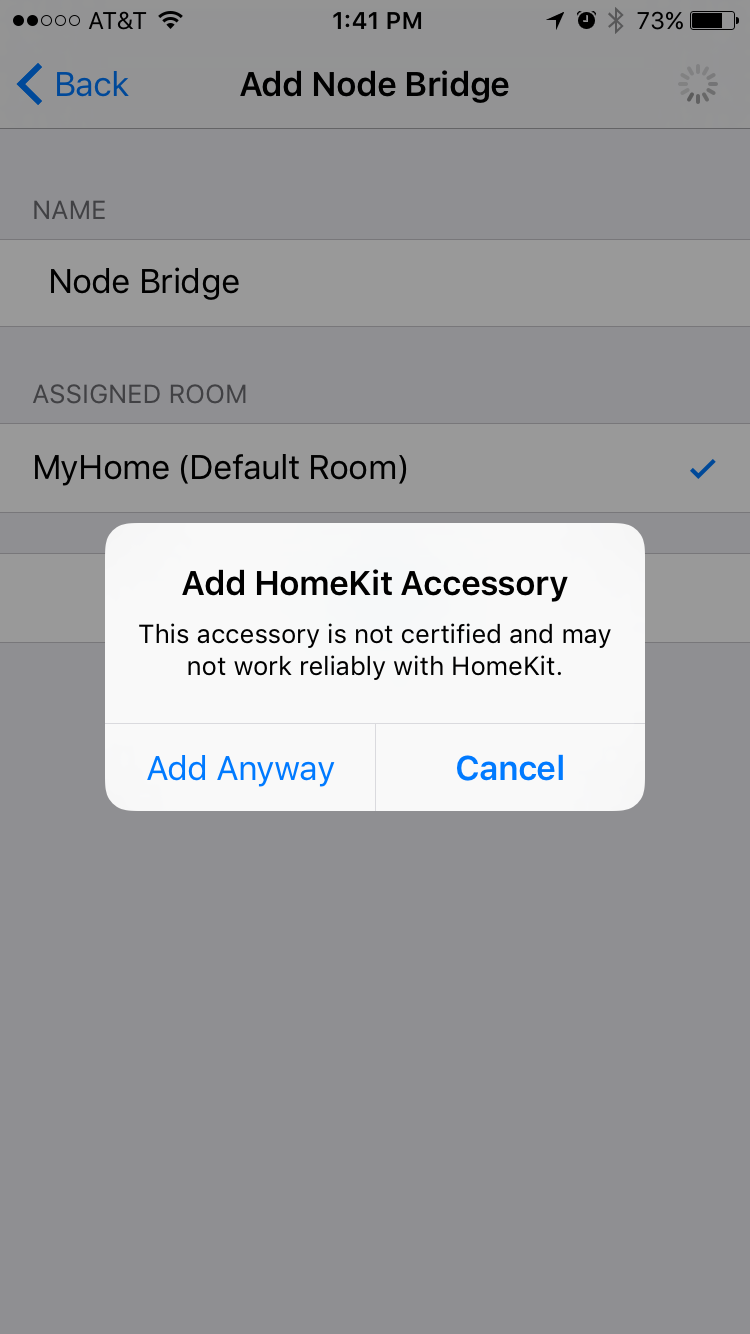 AT&T 1:41 PM 73%
Back Add Node Bridge
NAME
Node Bridge
ASSIGNED ROOM
MyHome (Default Room)
Add HomeKit Accessory
This accessory is not certified and may
not work reliably with HomeKit.
Add Anyway Cancel